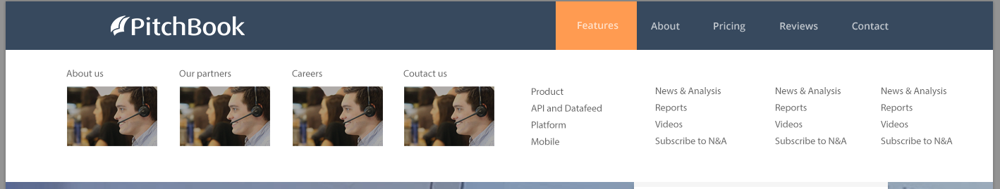 PitchBook
Features
About
Pricing
Reviews
Contact
About us
Our partners
Careers
Coutact us
Product
API and Datafeed
Platform
Mobile
News & Analysis
Reports
Videos
Subscribe to N&A
News & Analysis
Reports
Videos
Subscribe to N&A
News & Analysis
Reports
Videos
Subscribe to N&A